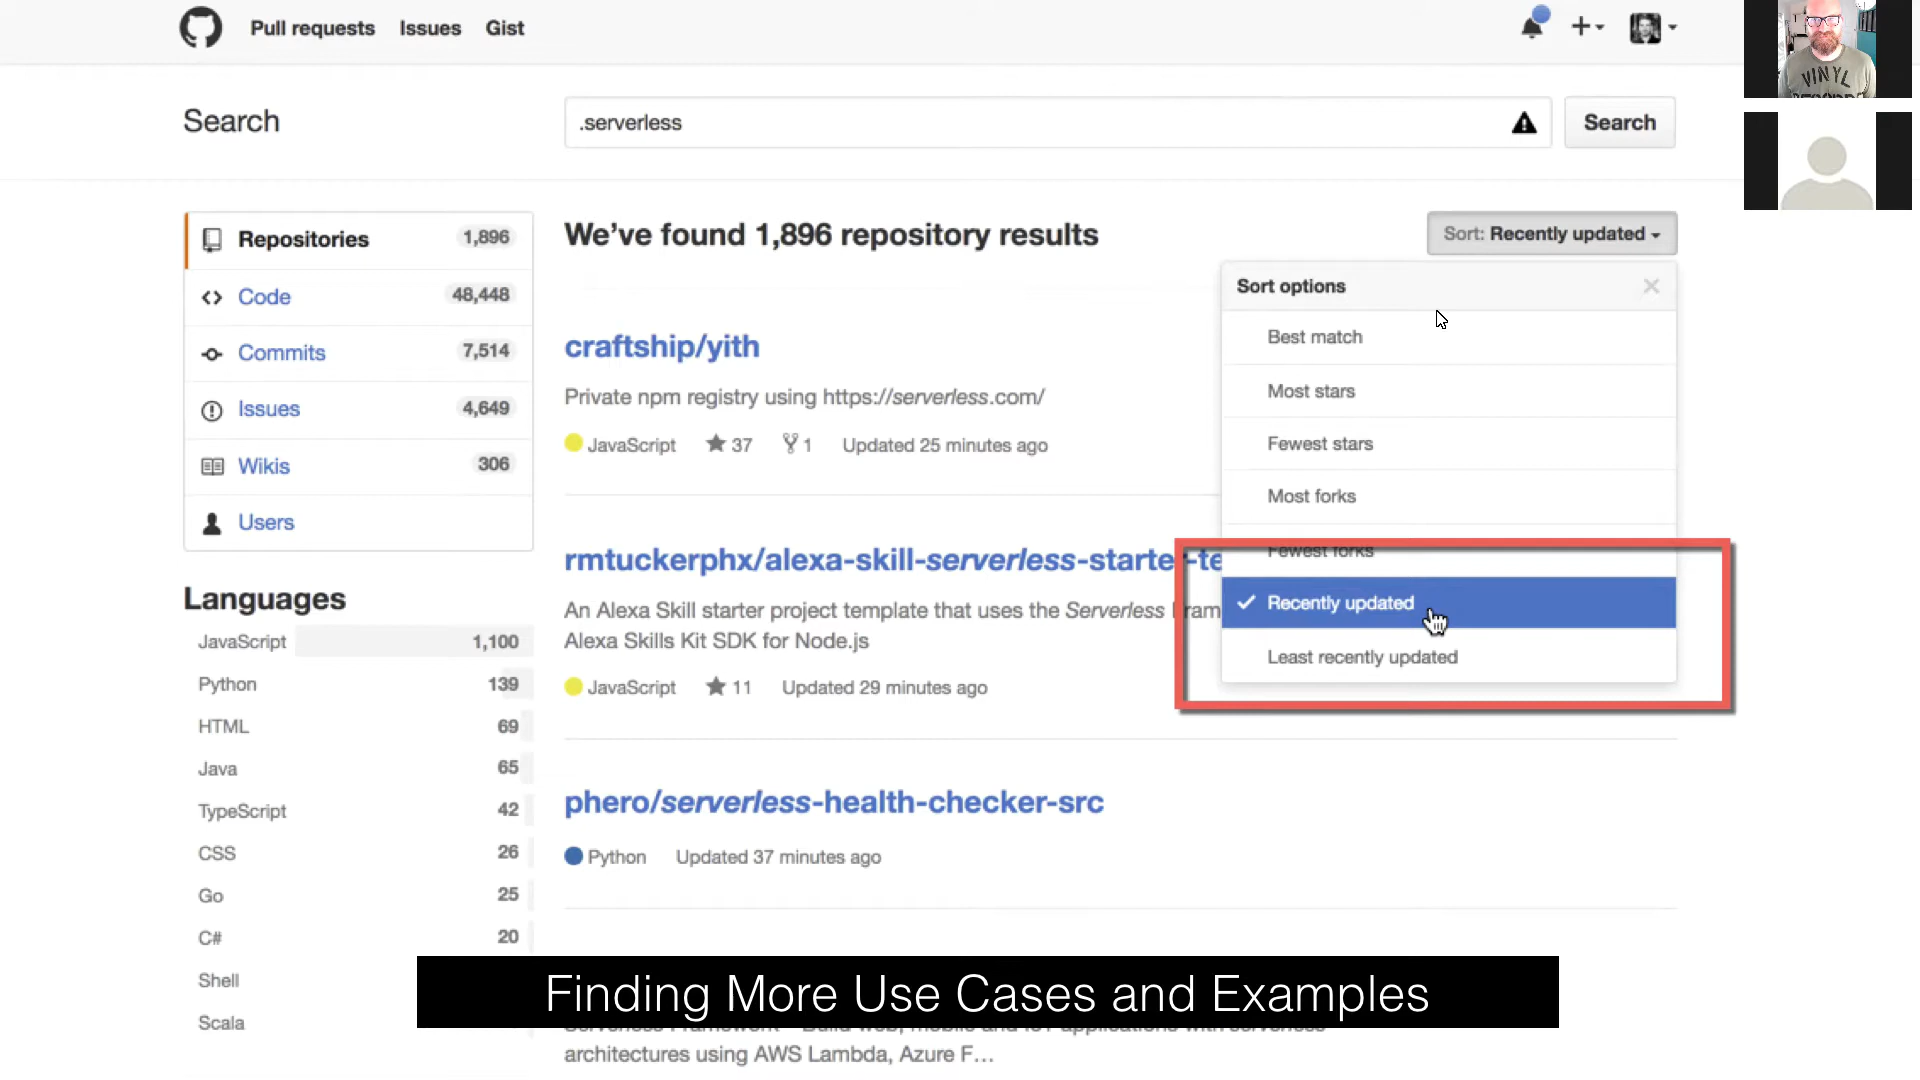 Pull requests Issues Gist
Search .serverless Search
VINYL
Repositories 1,896
Code 48,448
Commits 7,514
Issues 4,649
Wikis 306
Users
Languages
JavaScript 1,100
Python 139
HTML 69
Java 65
TypeScript 42
CSS 26
Go 25
C# 20
Shell
Scala
We've found 1,896 repository results
Sort: Recently updated
craftship/yith
Private npm registry using https://serverless.com/
JavaScript 37 1 Updated 25 minutes ago
rmtuckerphx/alexa-skill-serverless-starter-te
An Alexa Skill starter project template that uses the Serverless Fram
Alexa Skills Kit SDK for Node.js
JavaScript 11 Updated 29 minutes ago
phero/serverless-health-checker-src
Python Updated 37 minutes ago
Sort options
Best match
Most stars
Fewest stars
Most forks
Fewest forks
Recently updated
Least recently updated
Finding More Use Cases and Examples
architectures using AWS Lambda, Azure F…